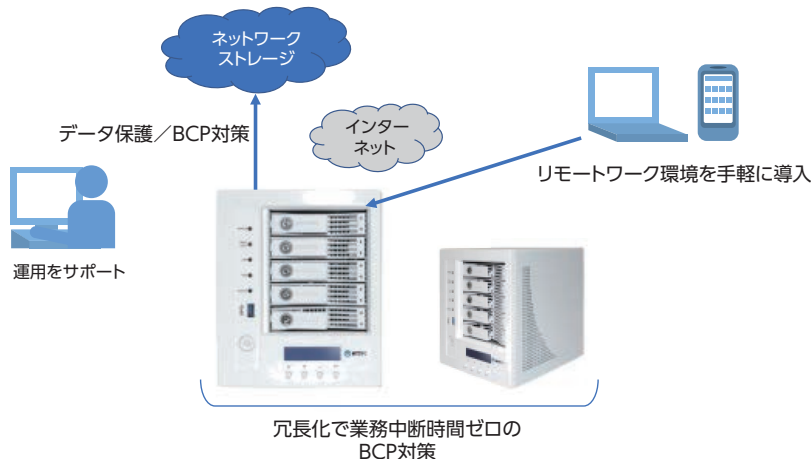 ネットワーク
ストレージ
データ保護／BCP対策
インター
ネット
リモートワーク環境を手軽に導入
運用をサポート
冗長化で業務中断時間ゼロの
BCP対策